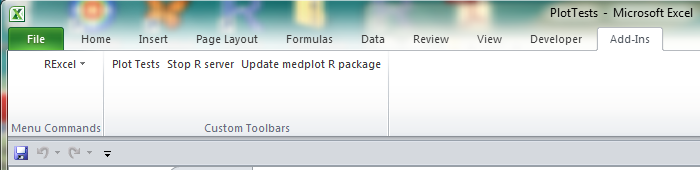 PlotTests - Microsoft Excel
File Home Insert Page Layout Formulas Data Review View Developer Add-Ins
RExcel Plot Tests Stop R server Update medplot R package
Menu Commands Custom Toolbars